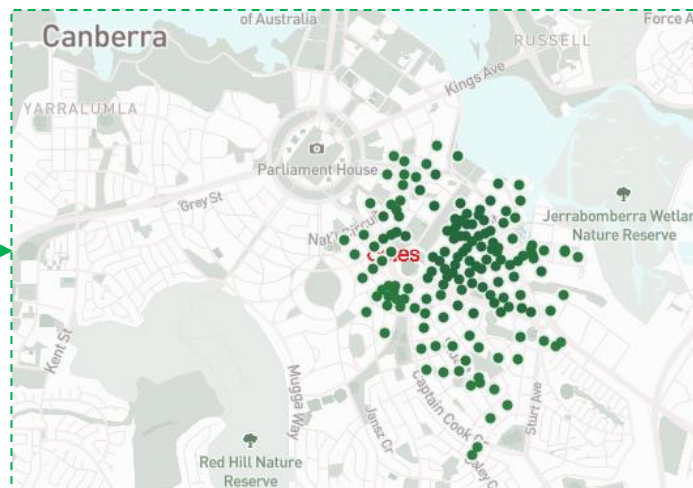 of Australia
Force A
Canberra
RUSSELL
Kings Ave
YARRALUMLA
Parliament House
Grey St
Jerrabomberra Wetlan
Nature Reserve
Nat'l Circuit
Kent St
Mugga Way
Jansz Cr
Captain Cook
Sturt Ave
Red Hill Nature
Reserve